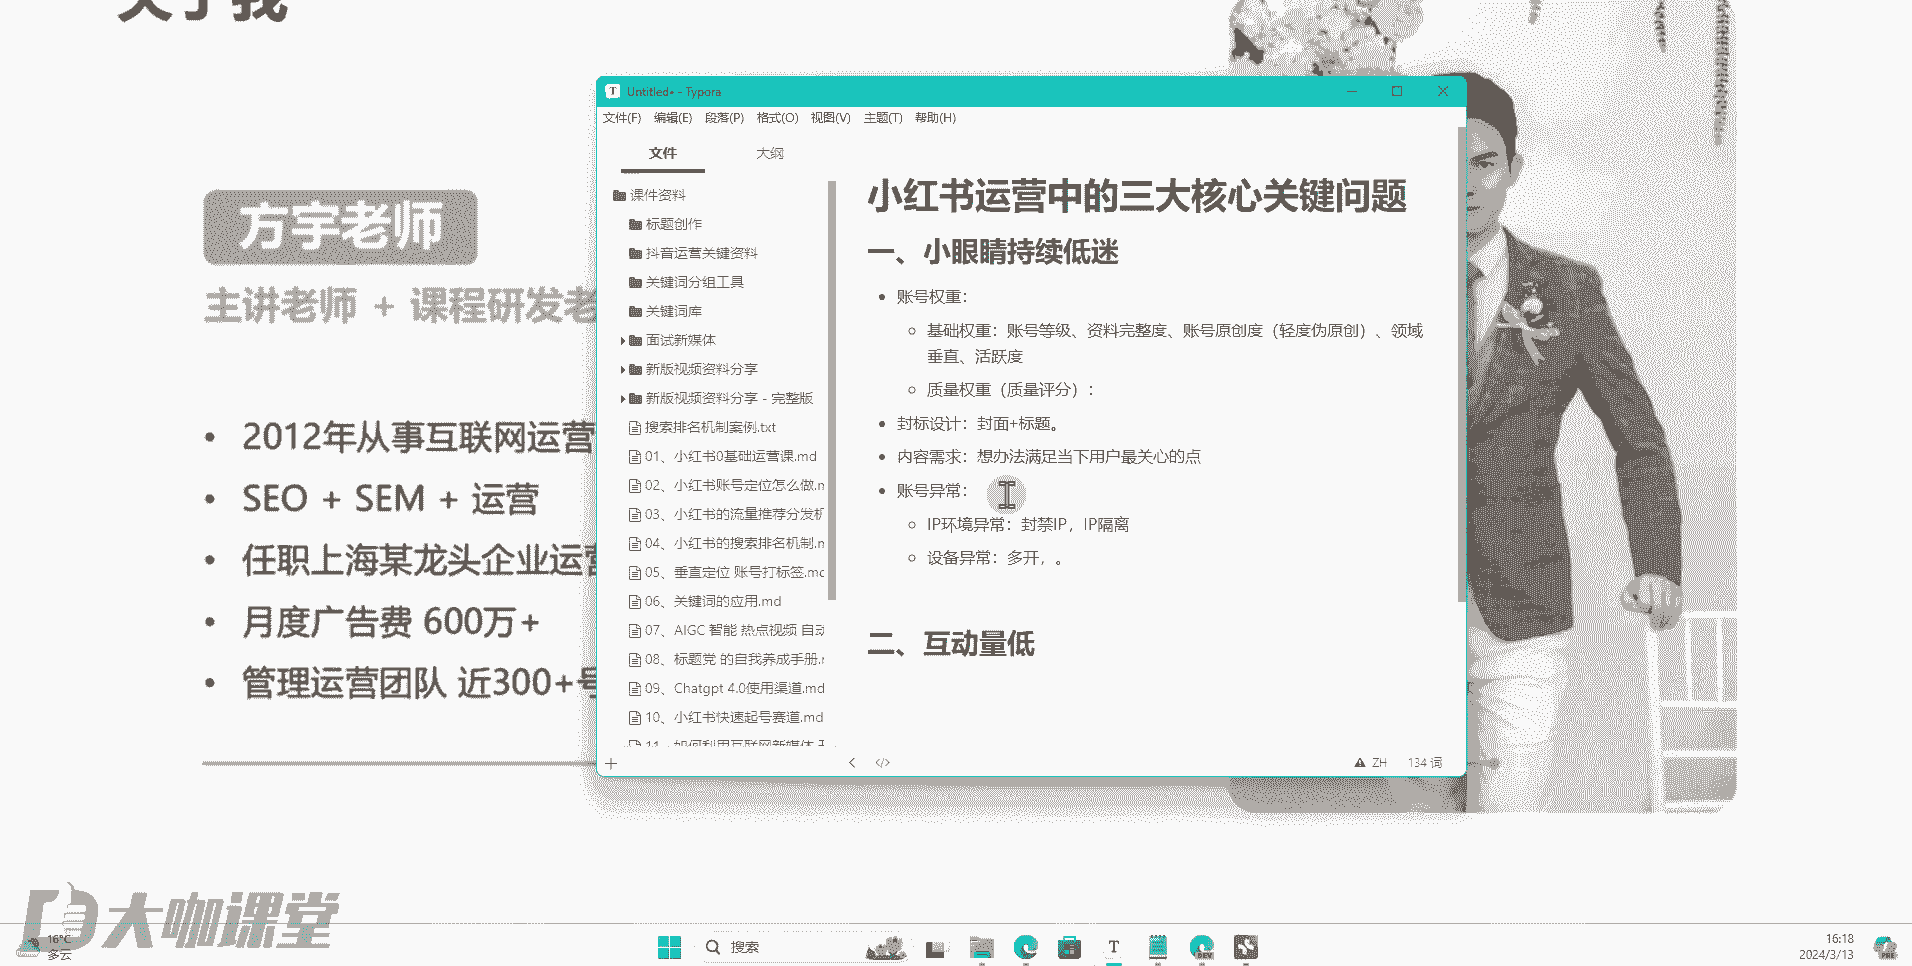 关于我
方宇老师
主讲老师 + 课程研发老
• 2012年从事互联网运营
• SEO + SEM + 运营
• 任职上海某龙头企业运营
• 月度广告费 600万+
• 管理运营团队 近300+号
Untitled• - Typora
文件(F) 编辑(E) 段落(P) 格式(O) 视图(V) 主题(T) 帮助(H)
文件 大纲
课件资料
标题创作
抖音运营关键资料
关键词分组工具
关键词库
面试新媒体
新版视频资料分享
新版视频资料分享 - 完整版
搜索排名机制案例.txt
01、小红书0基础运营课.md
02、小红书账号定位怎么做.m
03、小红书的流量推荐分发机
04、小红书的搜索排名机制.m
05、垂直定位 账号打标签.md
06、关键词的应用.md
07、AIGC 智能 热点视频 自动
08、标题党 的自我养成手册.m
09、Chatgpt 4.0使用渠道.md
10、小红书快速起号赛道.md
11、如何利用互联网新媒体
小红书运营中的三大核心关键问题
一、小眼睛持续低迷
• 账号权重：
○ 基础权重：账号等级、资料完整度、账号原创度（轻度伪原创）、领域
垂直、活跃度
○ 质量权重（质量评分）：
• 封标设计：封面+标题。
• 内容需求：想办法满足当下用户最关心的点
• 账号异常：
○ IP环境异常：封禁IP，IP隔离
○ 设备异常：多开，。
二、互动量低
ZH 134 词
大咖课堂
16°C
多云
搜索
T
DEV
16:18
2024/3/13
PRE